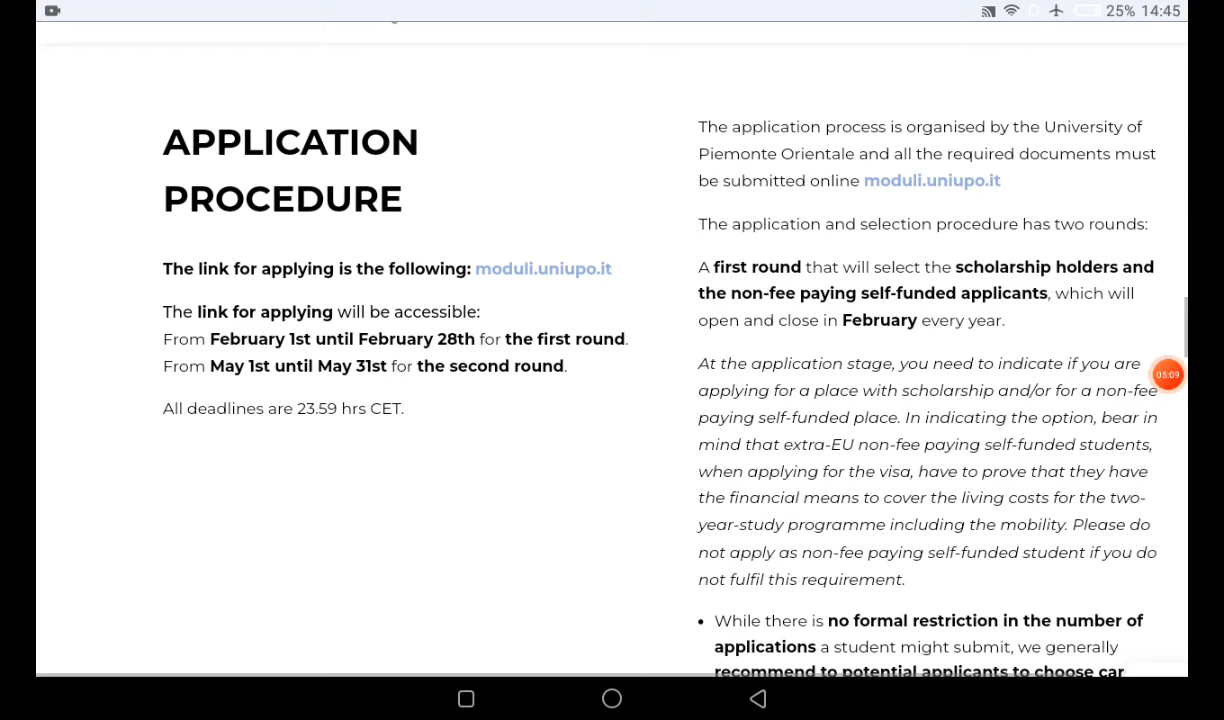 25% 14:45
APPLICATION
PROCEDURE
The link for applying is the following: moduli.uniupo.it
The link for applying will be accessible:
From February 1st until February 28th for the first round.
From May 1st until May 31st for the second round.
All deadlines are 23.59 hrs CET.
The application process is organised by the University of
Piemonte Orientale and all the required documents must
be submitted online moduli.uniupo.it
The application and selection procedure has two rounds:
A first round that will select the scholarship holders and
the non-fee paying self-funded applicants, which will
open and close in February every year.
At the application stage, you need to indicate if you are
applying for a place with scholarship and/or for a non-fee
paying self-funded place. In indicating the option, bear in
mind that extra-EU non-fee paying self-funded students,
when applying for the visa, have to prove that they have
the financial means to cover the living costs for the two-
year-study programme including the mobility. Please do
not apply as non-fee paying self-funded student if you do
not fulfil this requirement.
• While there is no formal restriction in the number of
applications a student might submit, we generally
recommend to potential applicants to choose car
05:09